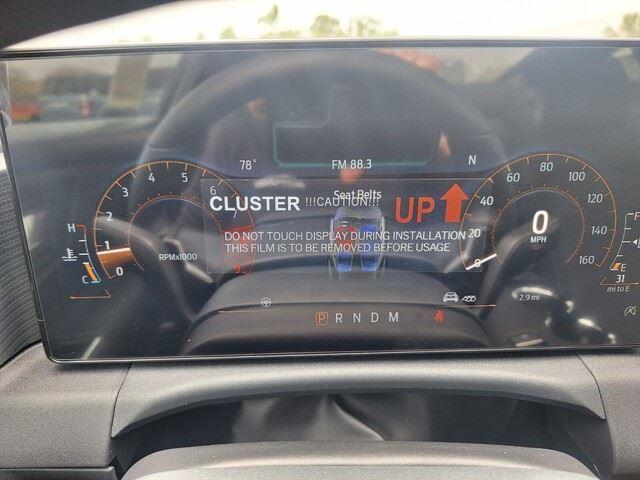 78° FM 88.3 N
Seat Belts
CLUSTER !!!CAUTION!!! UP
DO NOT TOUCH DISPLAY DURING INSTALLATION
THIS FILM IS TO BE REMOVED BEFORE USAGE
0 1 2 3 4 5 6 7
RPMx1000
H
C
0 20 40 60 80 100 120 140 160
0
MPH
E
31
mi to E
2.9 mi
P R N D M